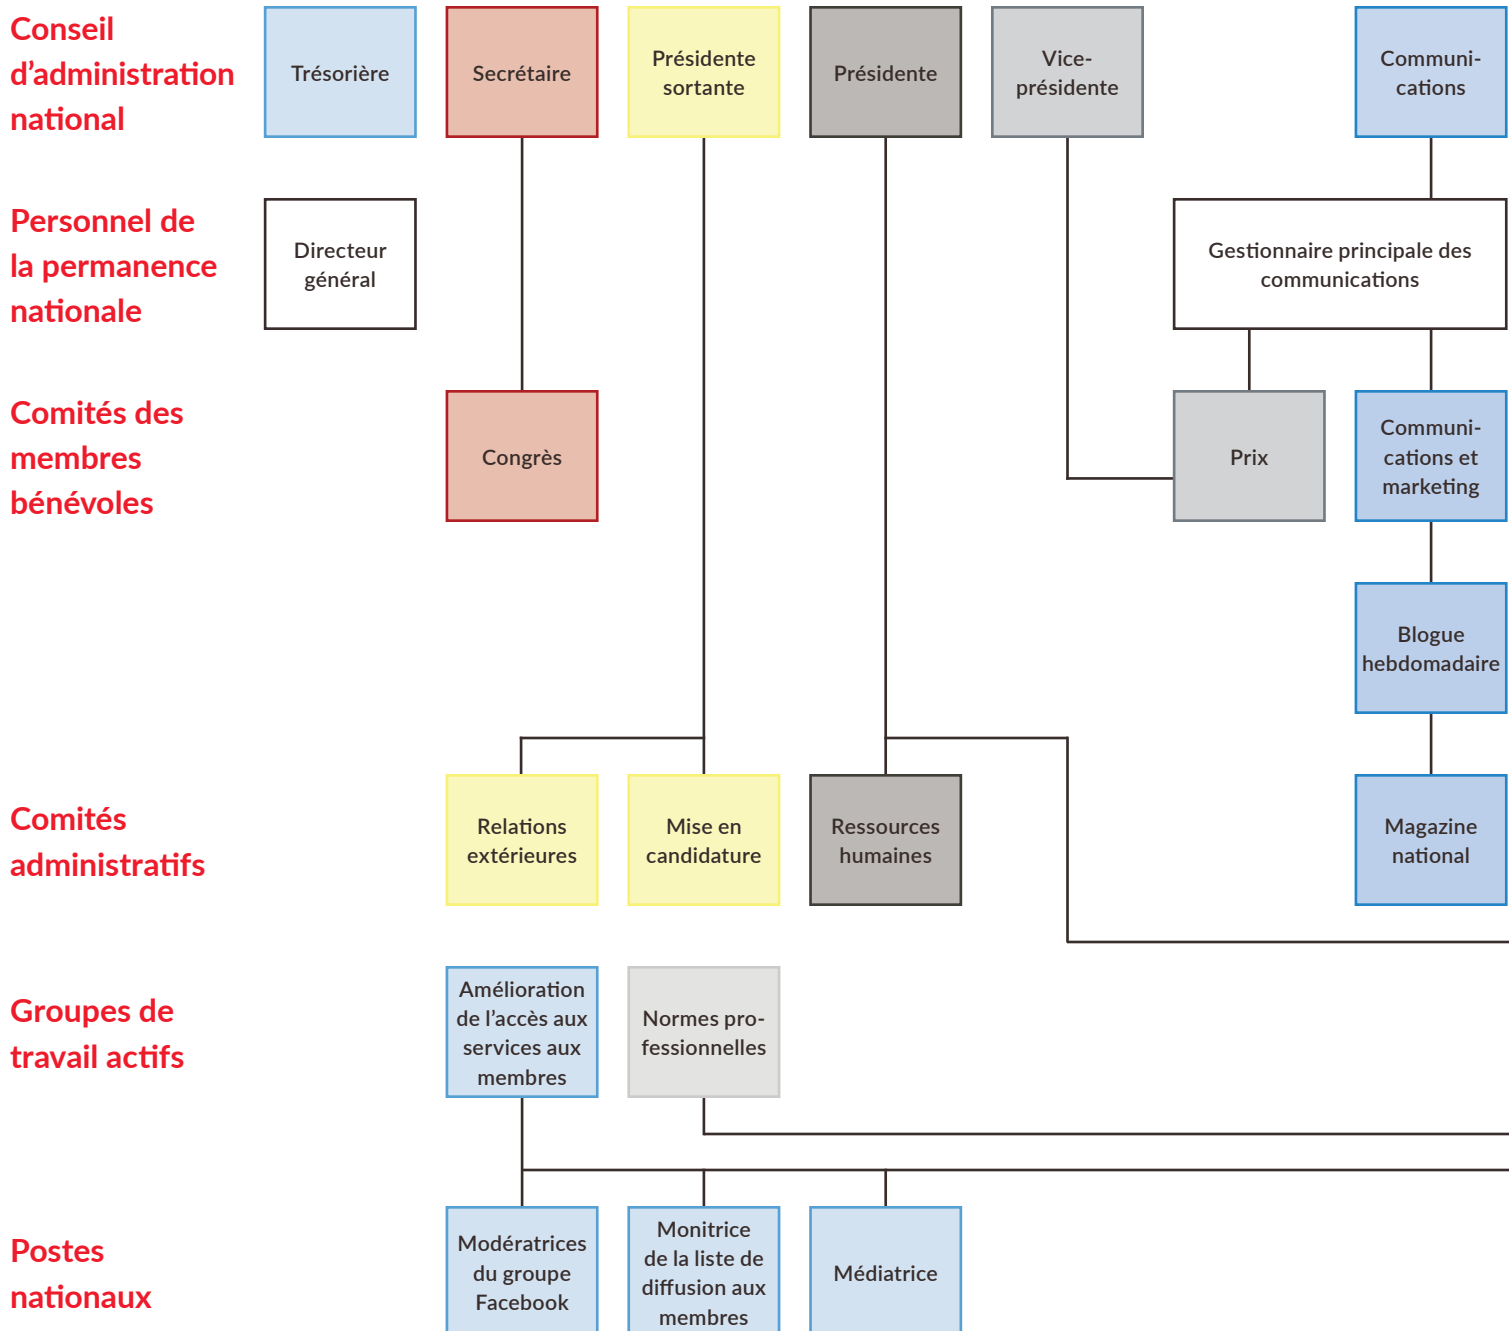 Conseil
d’administration
national
Trésorière
Secrétaire
Présidente
sortante
Présidente
Vice-
présidente
Communi-
cations
Personnel de
la permanence
nationale
Directeur
général
Gestionnaire principale des
communications
Comités des
membres
bénévoles
Congrès
Prix
Communi-
cations et
marketing
Blogue
hebdomadaire
Comités
administratifs
Relations
extérieures
Mise en
candidature
Ressources
humaines
Magazine
national
Groupes de
travail actifs
Amélioration
de l’accès aux
services aux
membres
Normes pro-
fessionnelles
Postes
nationaux
Modératrices
du groupe
Facebook
Monitrice
de la liste de
diffusion aux
membres
Médiatrice